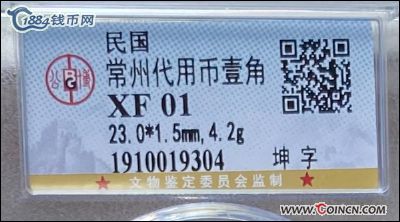 1884钱币网
民国
常州代用币壹角
公 B G 博
XF 01
23.0*1.5mm,4.2g
1910019304 坤字
★ 文物鉴定委员会监制 ★
www.COINCN.com